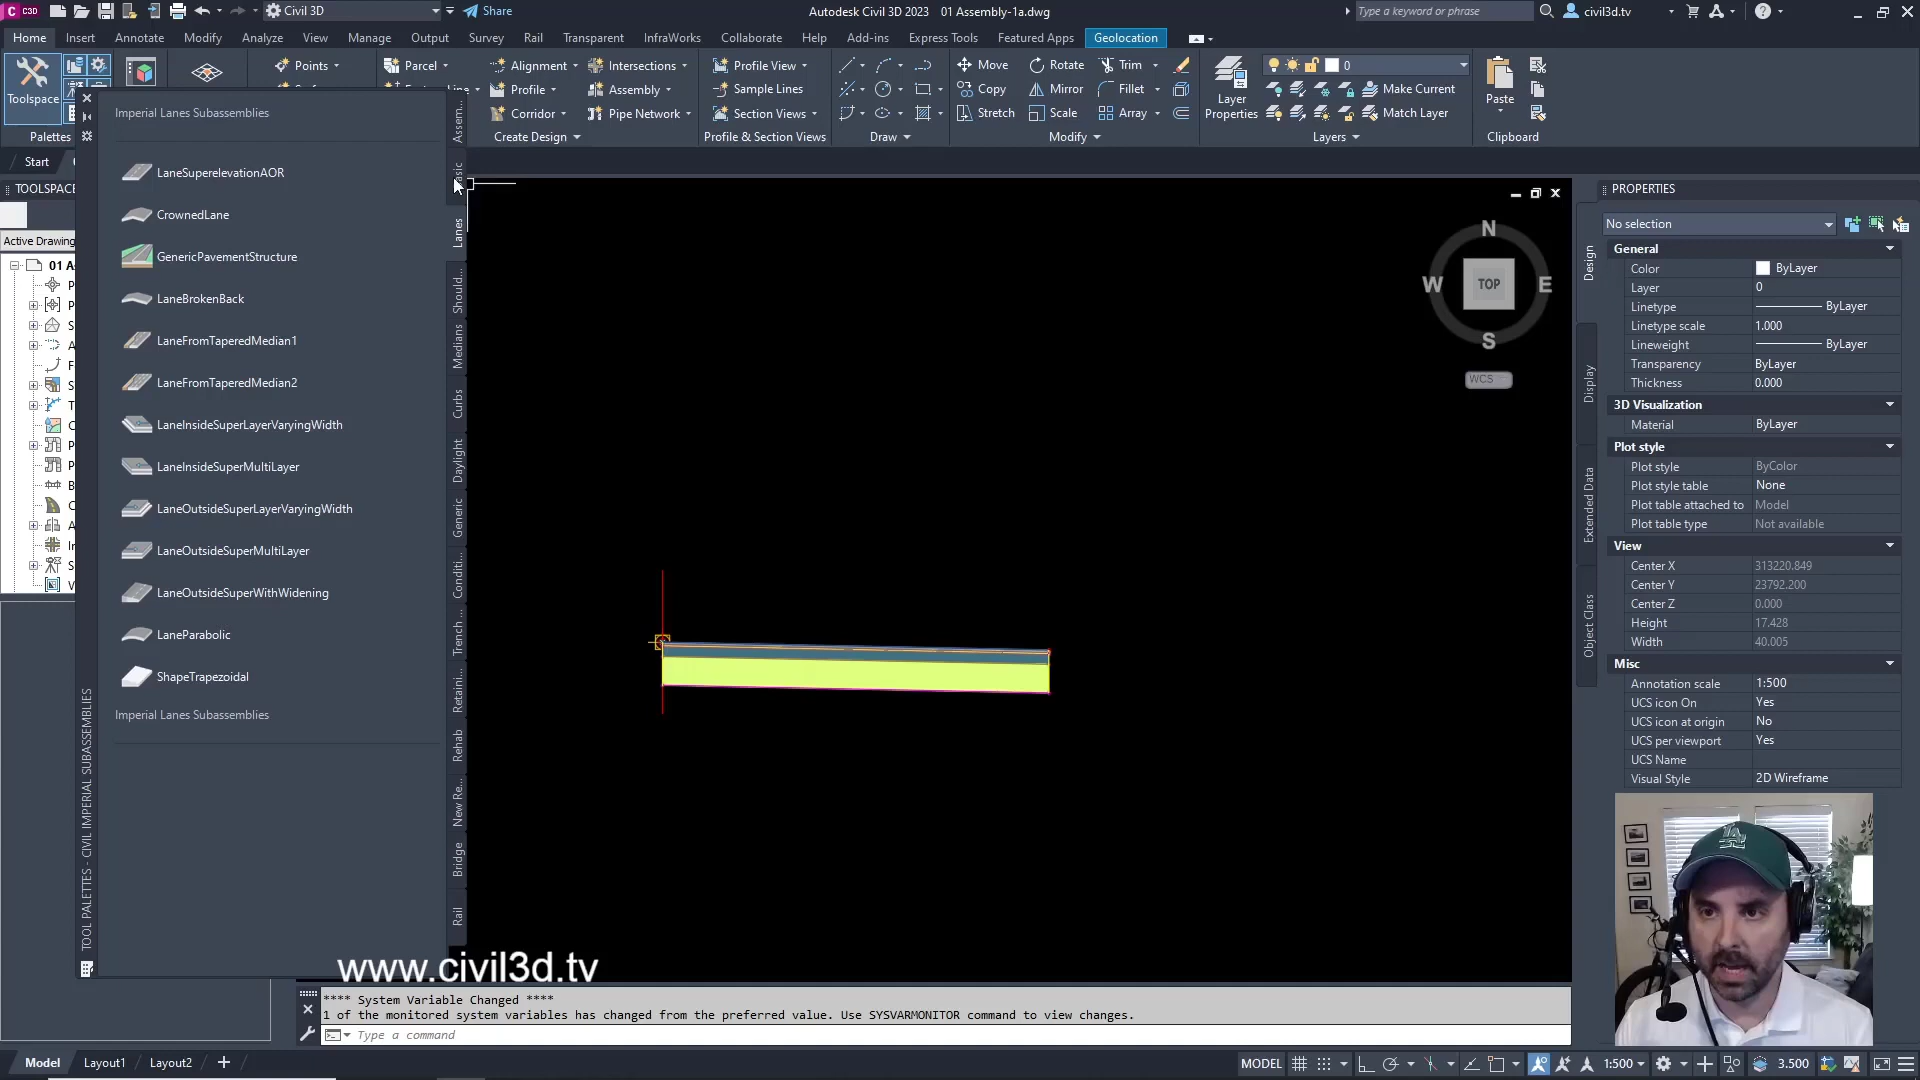 C3D
Civil 3D
Share
Autodesk Civil 3D 2023 01 Assembly-1a.dwg
Type a keyword or phrase
civil3d.tv
Home Insert Annotate Modify Analyze View Manage Output Survey Rail Transparent InfraWorks Collaborate Help Add-ins Express Tools Featured Apps Geolocation
Points Parcel Alignment Intersections Profile View Move Rotate Trim 0
Toolspace
Profile Assembly Sample Lines Copy Mirror Fillet Layer Properties Make Current Paste
Corridor Pipe Network Section Views Stretch Scale Array Match Layer
Palettes Create Design Profile & Section Views Draw Modify Layers Clipboard
Start
TOOLSPAC
Active Drawing
01 A
Imperial Lanes Subassemblies
LaneSuperelevationAOR
CrownedLane
GenericPavementStructure
LaneBrokenBack
LaneFromTaperedMedian1
LaneFromTaperedMedian2
LaneInsideSuperLayerVaryingWidth
LaneInsideSuperMultiLayer
LaneOutsideSuperLayerVaryingWidth
LaneOutsideSuperMultiLayer
LaneOutsideSuperWithWidening
LaneParabolic
ShapeTrapezoidal
Imperial Lanes Subassemblies
TOOL PALETTES - CIVIL IMPERIAL SUBASSEMBLIES
Assem...
Lanes
Should...
Medians
Curbs
Daylight
Generic
Conditi...
Trench ...
Retaini...
Rehab
New Re...
Bridge
Rail
N
W TOP E
S
WCS
PROPERTIES
No selection
Design
Display
Extended Data
Object Class
General
Color ByLayer
Layer 0
Linetype ByLayer
Linetype scale 1.000
Lineweight ByLayer
Transparency ByLayer
Thickness 0.000
3D Visualization
Material ByLayer
Plot style
Plot style ByColor
Plot style table None
Plot table attached to Model
Plot table type Not available
View
Center X 313220.849
Center Y 23792.200
Center Z 0.000
Height 17.428
Width 40.005
Misc
Annotation scale 1:500
UCS icon On Yes
UCS icon at origin No
UCS per viewport Yes
UCS Name
Visual Style 2D Wireframe
www.civil3d.tv
**** System Variable Changed ****
1 of the monitored system variables has changed from the preferred value. Use SYSVARMONITOR command to view changes.
Type a command
Model Layout1 Layout2 +
MODEL 1:500 3.500